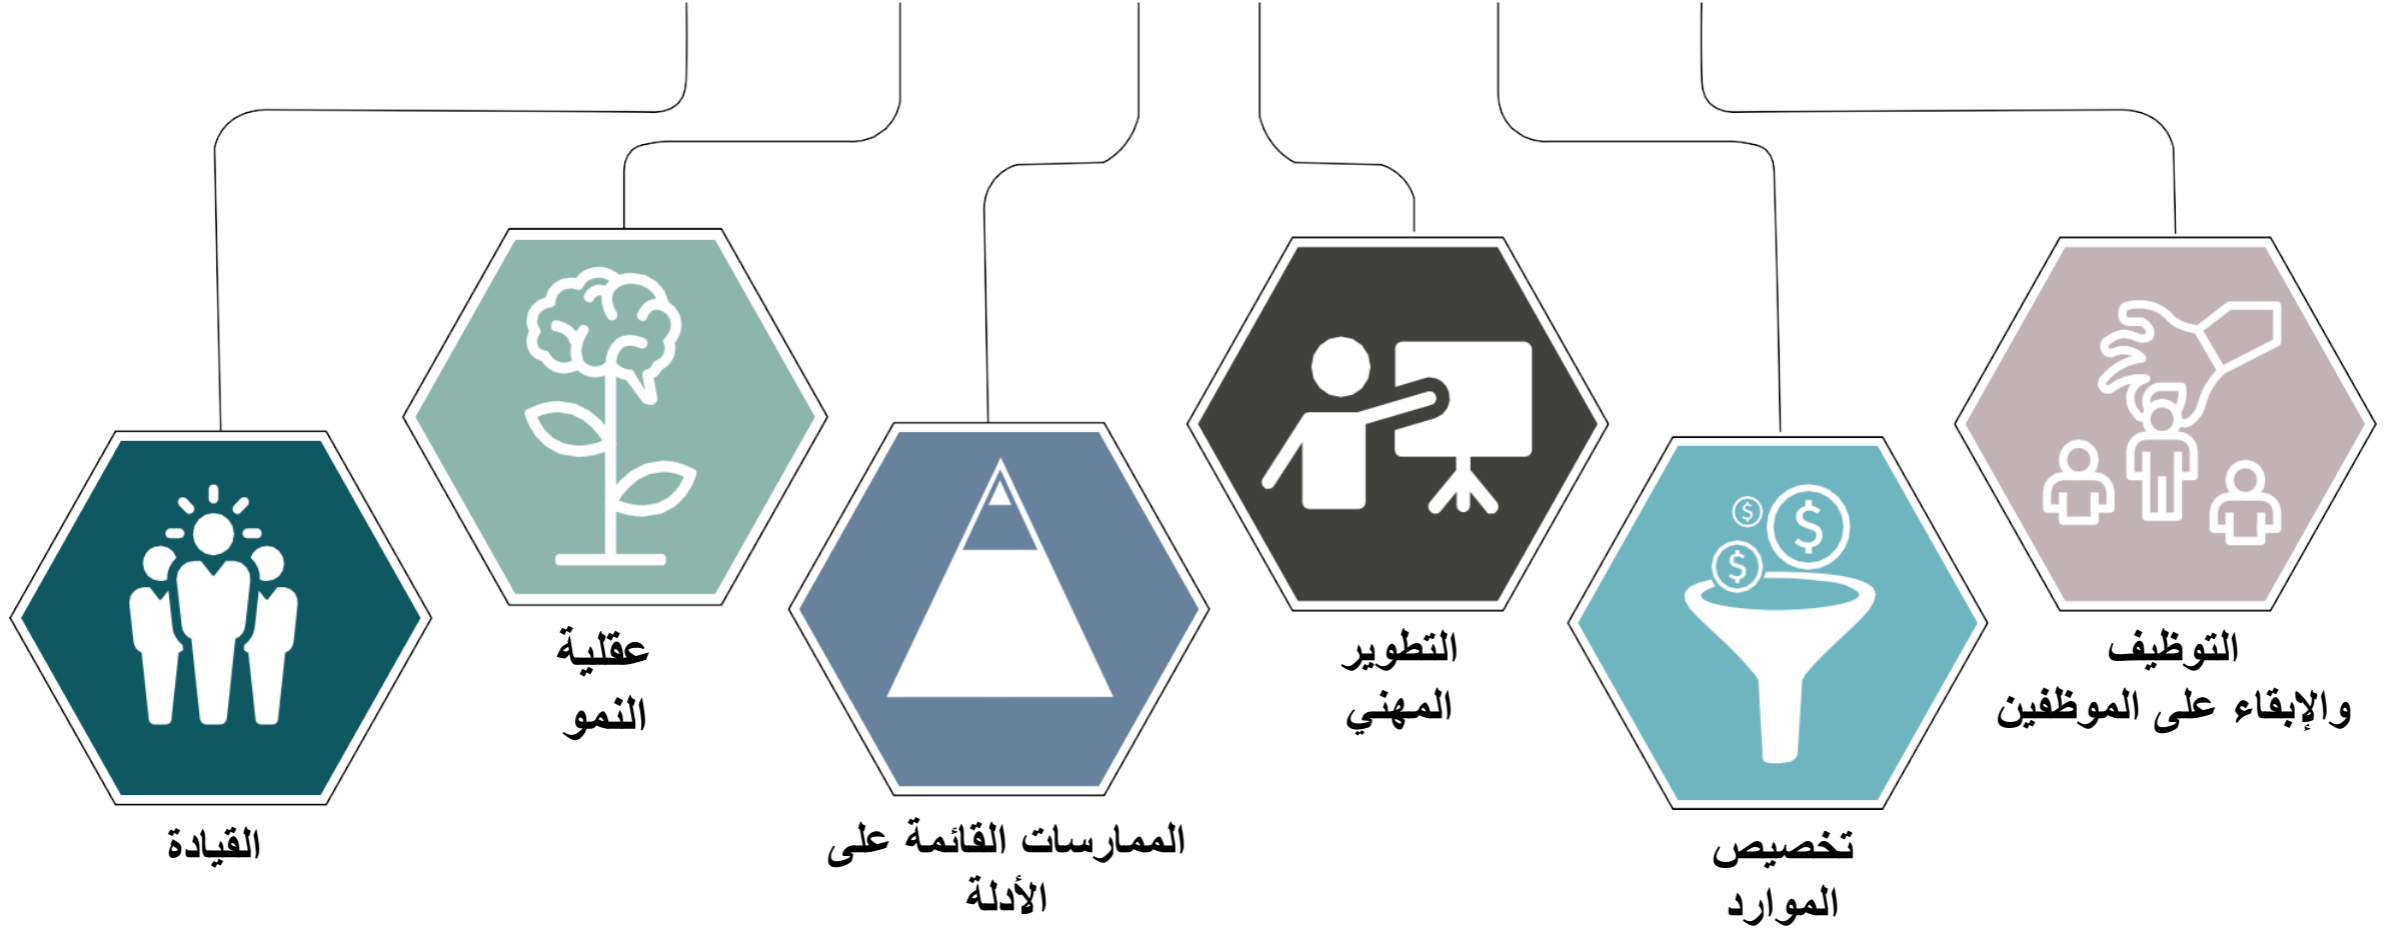 التوظيف
والإبقاء على الموظفين
تخصيص
الموارد
التطوير
المهني
الممارسات القائمة على
الأدلة
عقلية
النمو
القيادة